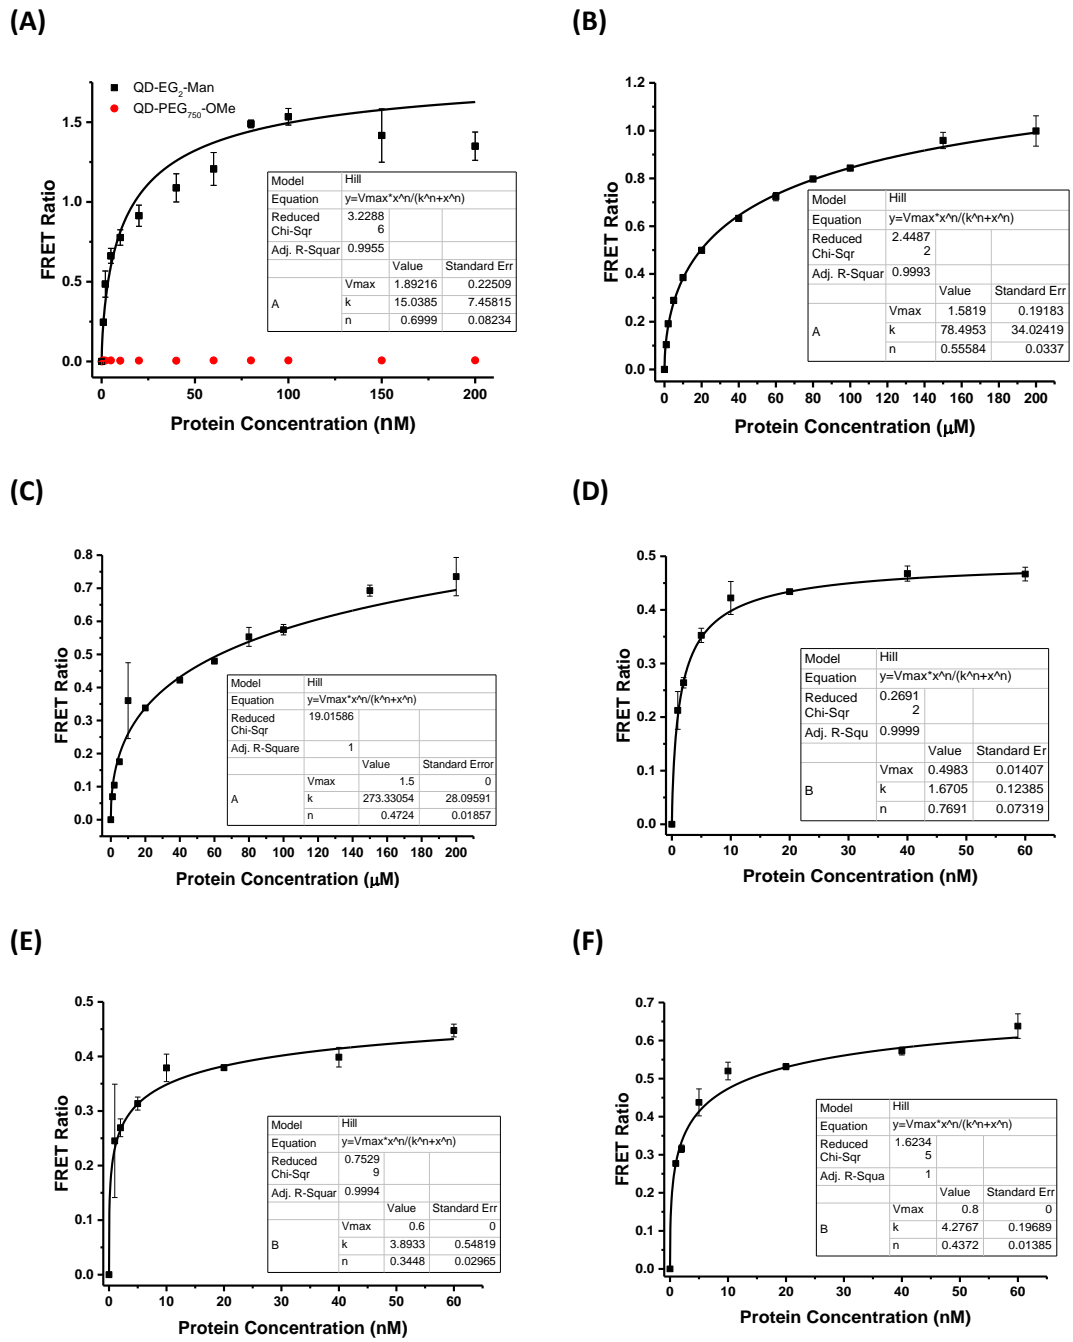 (A)
QD-EG2-Man
QD-PEG750-OMe
FRET Ratio
1.5
1.0
0.5
0.0
Model Hill
Equation y=Vmax*x^n/(k^n+x^n)
Reduced Chi-Sqr 3.22886
Adj. R-Squar 0.9955
Value Standard Err
Vmax 1.89216 0.22509
A k 15.0385 7.45815
n 0.6999 0.08234
0 50 100 150 200
Protein Concentration (nM)
(B)
FRET Ratio
1.2
1.0
0.8
0.6
0.4
0.2
0.0
Model Hill
Equation y=Vmax*x^n/(k^n+x^n)
Reduced Chi-Sqr 2.44872
Adj. R-Squar 0.9993
Value Standard Err
Vmax 1.5819 0.19183
A k 78.4953 34.02419
n 0.55584 0.0337
0 20 40 60 80 100 120 140 160 180 200
Protein Concentration (μM)
(C)
FRET Ratio
0.8
0.7
0.6
0.5
0.4
0.3
0.2
0.1
0.0
Model Hill
Equation y=Vmax*x^n/(k^n+x^n)
Reduced Chi-Sqr 19.01586
Adj. R-Square 1
Value Standard Error
Vmax 1.5 0
A k 273.33054 28.09591
n 0.4724 0.01857
0 20 40 60 80 100 120 140 160 180 200
Protein Concentration (μM)
(D)
FRET Ratio
0.5
0.4
0.3
0.2
0.1
0.0
Model Hill
Equation y=Vmax*x^n/(k^n+x^n)
Reduced Chi-Sqr 0.26912
Adj. R-Squ 0.9999
Value Standard Er
Vmax 0.4983 0.01407
B k 1.6705 0.12385
n 0.7691 0.07319
0 10 20 30 40 50 60
Protein Concentration (nM)
(E)
FRET Ratio
0.5
0.4
0.3
0.2
0.1
0.0
Model Hill
Equation y=Vmax*x^n/(k^n+x^n)
Reduced Chi-Sqr 0.75299
Adj. R-Squar 0.9994
Value Standard Err
Vmax 0.6 0
B k 3.8933 0.54819
n 0.3448 0.02965
0 10 20 30 40 50 60
Protein Concentration (nM)
(F)
FRET Ratio
0.7
0.6
0.5
0.4
0.3
0.2
0.1
0.0
Model Hill
Equation y=Vmax*x^n/(k^n+x^n)
Reduced Chi-Sqr 1.62345
Adj. R-Squa 1
Value Standard Err
Vmax 0.8 0
B k 4.2767 0.19689
n 0.4372 0.01385
0 10 20 30 40 50 60
Protein Concentration (nM)